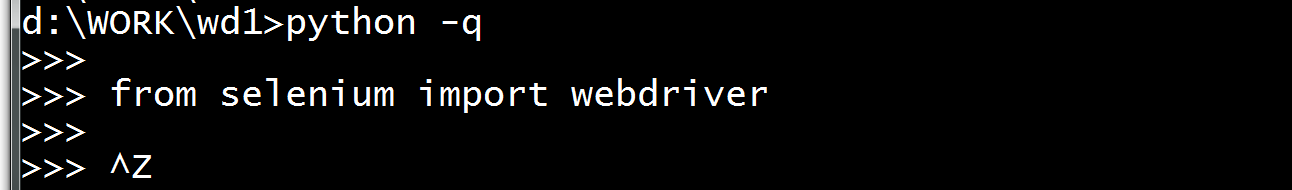 d:\WORK\wd1>python -q
>>>
>>> from selenium import webdriver
>>>
>>> ^Z